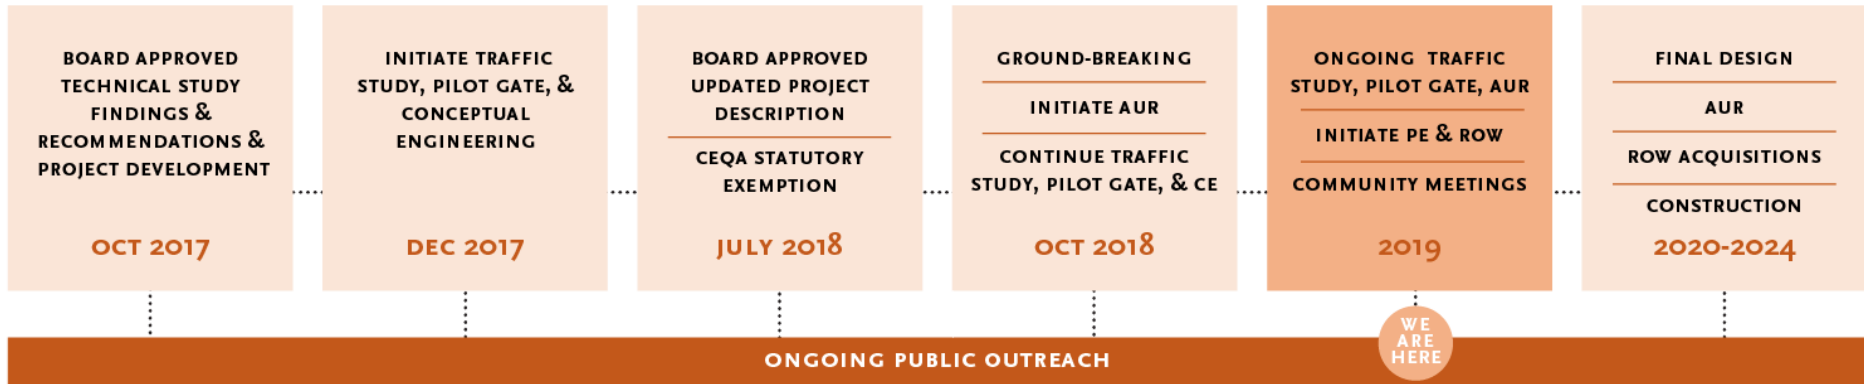 BOARD APPROVED
TECHNICAL STUDY
FINDINGS &
RECOMMENDATIONS &
PROJECT DEVELOPMENT
OCT 2017
INITIATE TRAFFIC
STUDY, PILOT GATE, &
CONCEPTUAL
ENGINEERING
DEC 2017
BOARD APPROVED
UPDATED PROJECT
DESCRIPTION
CEQA STATUTORY
EXEMPTION
JULY 2018
GROUND-BREAKING
INITIATE AUR
CONTINUE TRAFFIC
STUDY, PILOT GATE, & CE
OCT 2018
ONGOING TRAFFIC
STUDY, PILOT GATE, AUR
INITIATE PE & ROW
COMMUNITY MEETINGS
2019
FINAL DESIGN
AUR
ROW ACQUISITIONS
CONSTRUCTION
2020-2024
WE
ARE
HERE
ONGOING PUBLIC OUTREACH